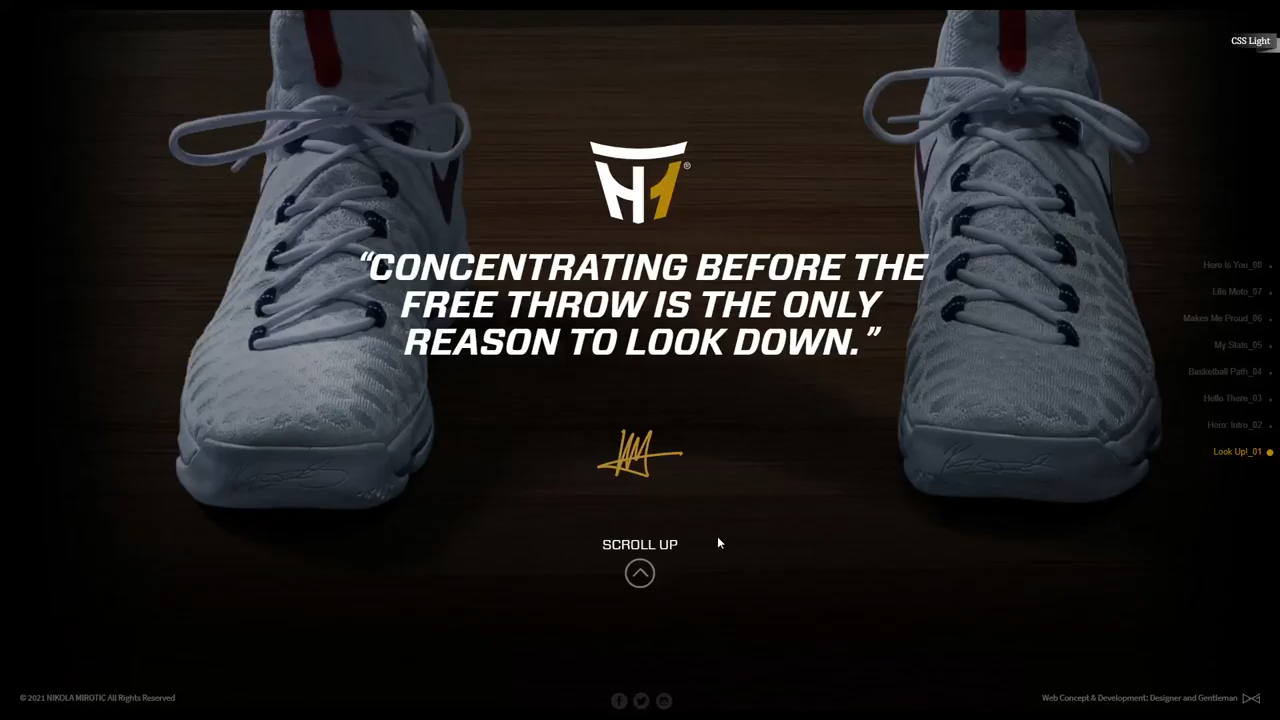 CSS Light
®
“CONCENTRATING BEFORE THE
FREE THROW IS THE ONLY
REASON TO LOOK DOWN.”
Here Is You_08
Life Moto_07
Makes Me Proud_06
My Stats_05
Basketball Path_04
Hello There_03
Hero: Intro_02
Look Up!_01
SCROLL UP
© 2021 NIKOLA MIROTIC All Rights Reserved
Web Concept & Development: Designer and Gentleman